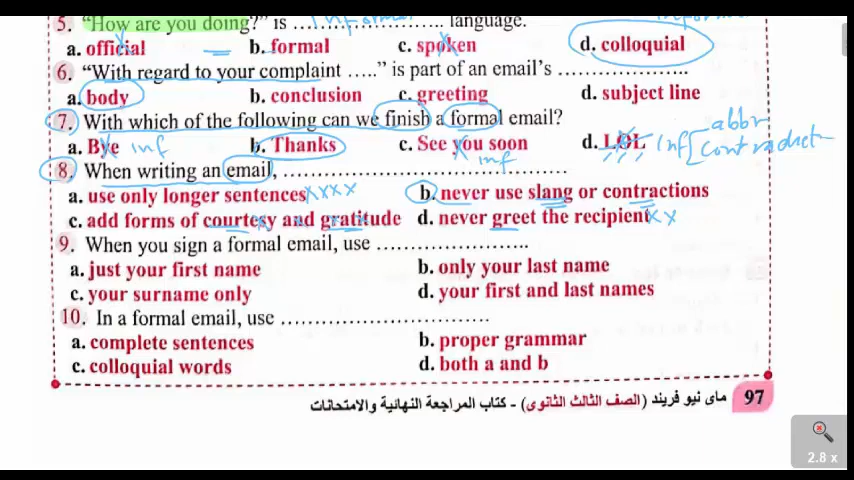 5. "How are you doing?" is informal........................ language.
a. official b. formal c. spoken d. colloquial
6. "With regard to your complaint ....." is part of an email's .....................
a. body b. conclusion c. greeting d. subject line
7. With which of the following can we finish a formal email?
abbr
a. Bye inf b. Thanks c. See you soon inf d. LOL inf
8. When writing an email, ................................................
a. use only longer sentences xxxx b. never use slang or contractions
c. add forms of courtesy and gratitude d. never greet the recipient xx
9. When you sign a formal email, use .........................
a. just your first name b. only your last name
c. your surname only d. your first and last names
10. In a formal email, use ...................................
a. complete sentences b. proper grammar
c. colloquial words d. both a and b
97 ماى نيو فريند (الصف الثالث الثانوى) - كتاب المراجعة النهائية والامتحانات
2.8 x